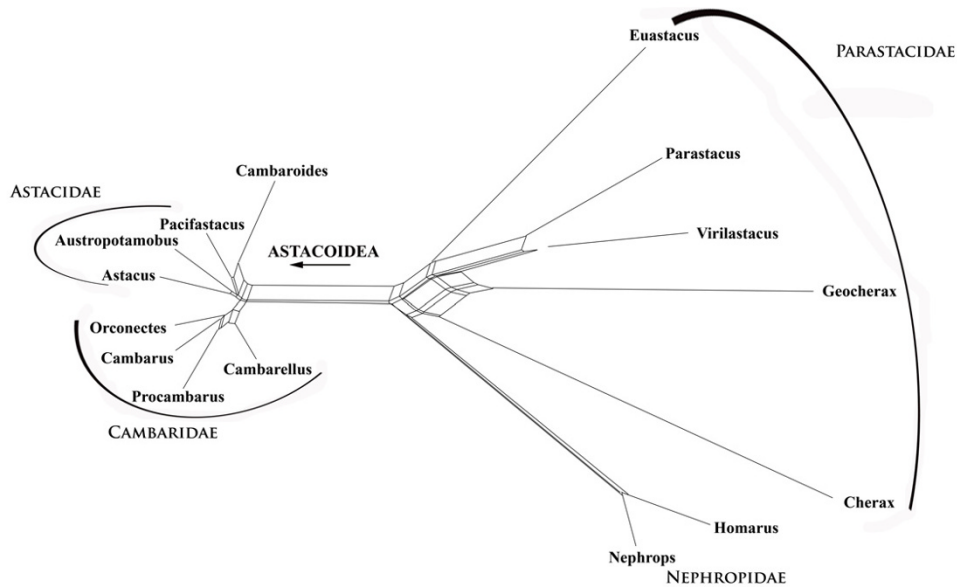 Euastacus
PARASTACIDAE
Parastacus
Cambaroides
ASTACIDAE
Pacifastacus
Virilastacus
Austropotamobus
ASTACOIDEA
Astacus
Geocherax
Orconectes
Cambarus
Cambarellus
Procambarus
CAMBARIDAE
Cherax
Homarus
Nephrops
NEPHROPIDAE